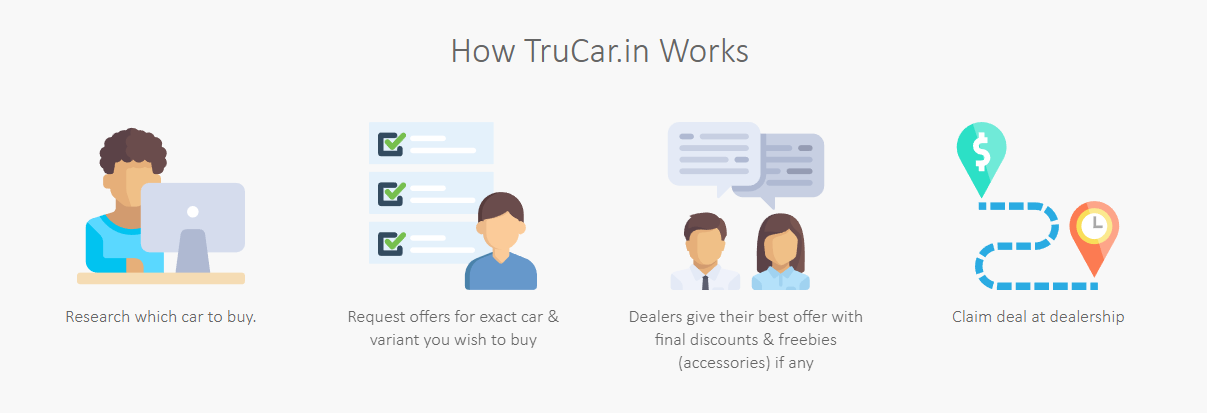 How TruCar.in Works
Research which car to buy.
Request offers for exact car &
variant you wish to buy
Dealers give their best offer with
final discounts & freebies
(accessories) if any
Claim deal at dealership
$